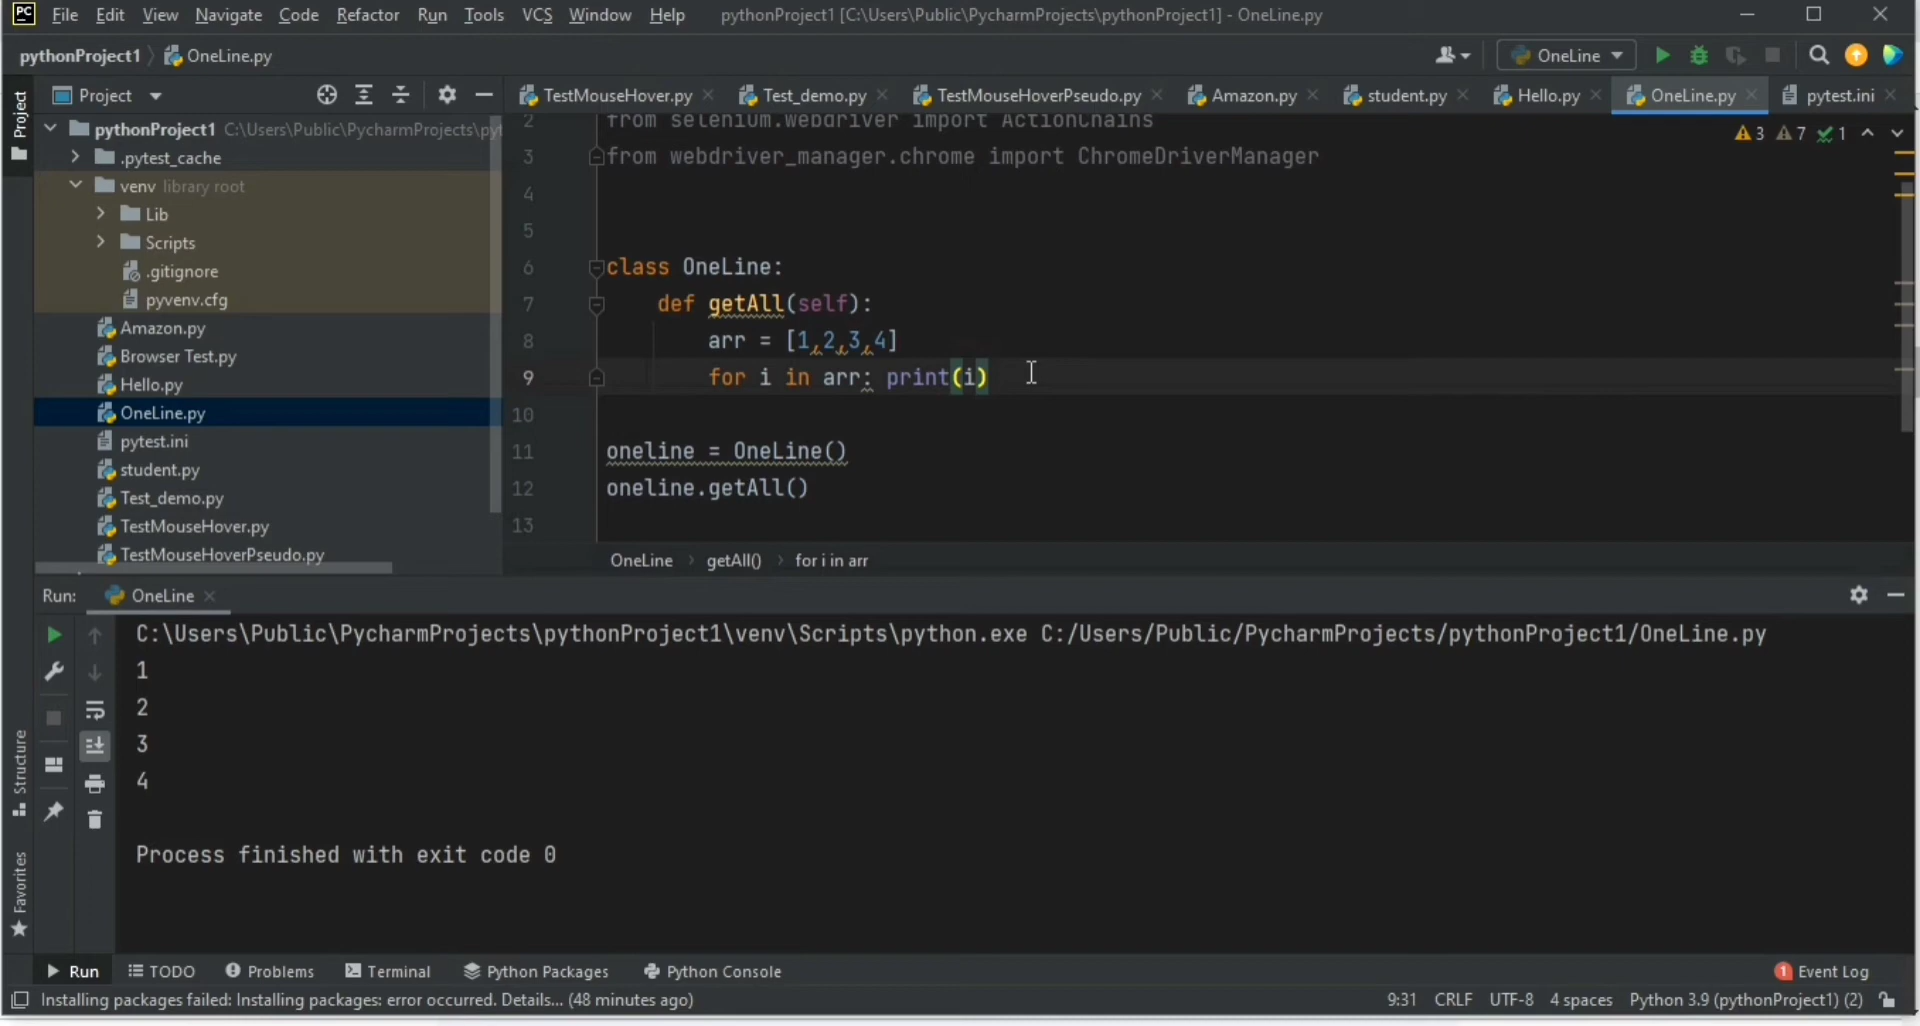 PC File Edit View Navigate Code Refactor Run Tools VCS Window Help pythonProject1 [C:\Users\Public\PycharmProjects\pythonProject1] - OneLine.py
pythonProject1 OneLine.py OneLine
Project TestMouseHover.py Test_demo.py TestMouseHoverPseudo.py Amazon.py student.py Hello.py OneLine.py pytest.ini
Project
pythonProject1 C:\Users\Public\PycharmProjects\pyt
.pytest_cache
venv library root
Lib
Scripts
.gitignore
pyvenv.cfg
Amazon.py
Browser Test.py
Hello.py
OneLine.py
pytest.ini
student.py
Test_demo.py
TestMouseHover.py
TestMouseHoverPseudo.py
3 7 1
2 from selenium.webdriver import ActionChains
3 from webdriver_manager.chrome import ChromeDriverManager
4
5
6 class OneLine:
7 def getAll(self):
8 arr = [1,2,3,4]
9 for i in arr: print(i)
10
11 oneline = OneLine()
12 oneline.getAll()
13
OneLine getAll() for i in arr
Run: OneLine
C:\Users\Public\PycharmProjects\pythonProject1\venv\Scripts\python.exe C:/Users/Public/PycharmProjects/pythonProject1/OneLine.py
1
2
3
4
Process finished with exit code 0
Structure
Favorites
Run TODO Problems Terminal Python Packages Python Console 1 Event Log
Installing packages failed: Installing packages: error occurred. Details... (48 minutes ago) 9:31 CRLF UTF-8 4 spaces Python 3.9 (pythonProject1) (2)